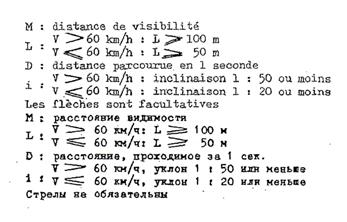 M : distance de visibilité
V > 60 km/h : L ⩾ 100 m
L :
V ⩽ 60 km/h : L ⩾ 50 m
D : distance parcourue en 1 seconde
V > 60 km/h : inclinaison 1 : 50 ou moins
i :
V ⩽ 60 km/h : inclinaison 1 : 20 ou moins
Les flèches sont facultatives
M : расстояние видимости
V > 60 км/ч: L ⩾ 100 м
L :
V ⩽ 60 км/ч: L ⩾ 50 м
D : расстояние, проходимое за 1 сек.
V > 60 км/ч, уклон 1 : 50 или меньше
i :
V ⩽ 60 км/ч, уклон 1 : 20 или меньше
Стрелы не обязательны